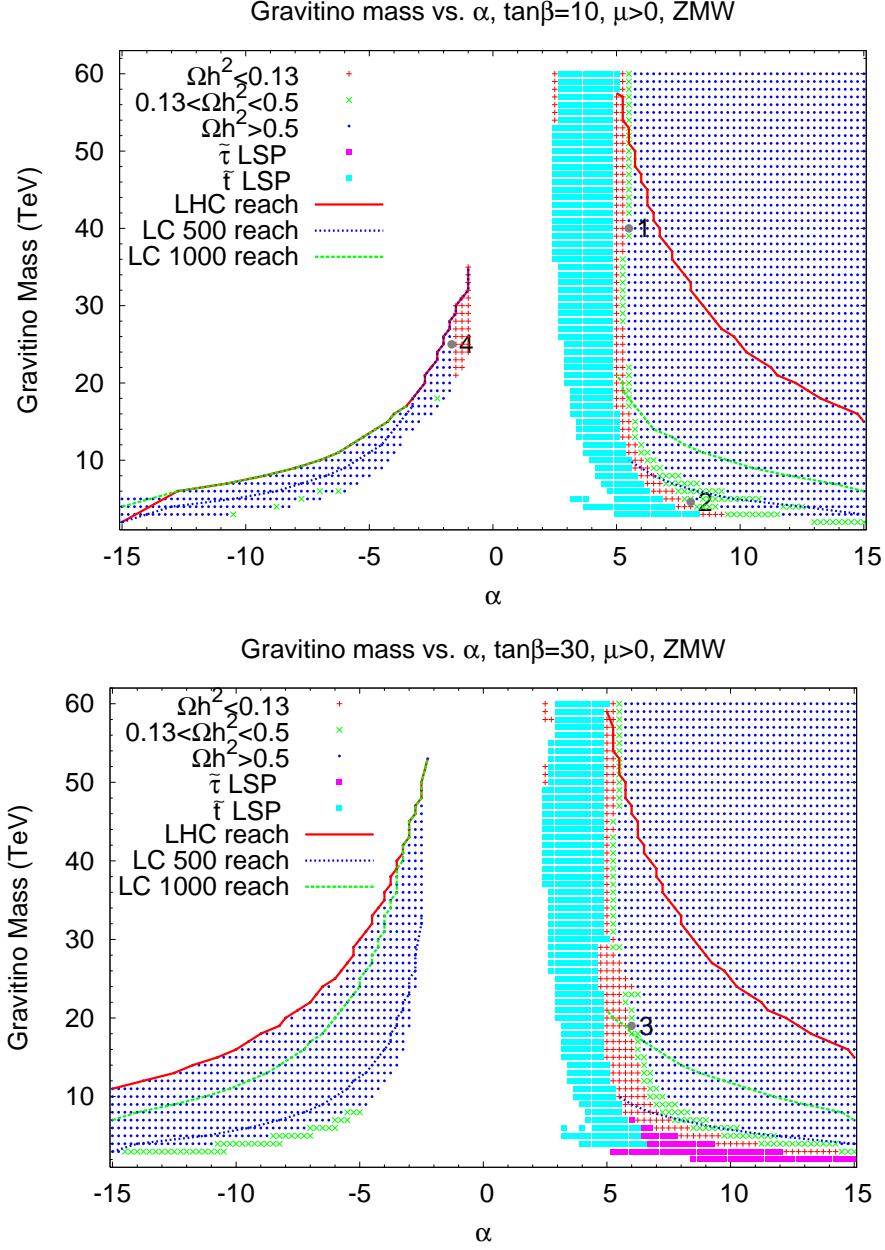 Gravitino mass vs. α, tanβ=10, μ>0, ZMW
Ωh²≤0.13
0.13<Ωh²<0.5
Ωh²>0.5
τ̃ LSP
t̃ LSP
LHC reach
LC 500 reach
LC 1000 reach
Gravitino Mass (TeV)
60
50
40
30
20
10
1
2
4
-15 -10 -5 0 5 10 15
α
Gravitino mass vs. α, tanβ=30, μ>0, ZMW
Ωh²≤0.13
0.13<Ωh²<0.5
Ωh²>0.5
τ̃ LSP
t̃ LSP
LHC reach
LC 500 reach
LC 1000 reach
Gravitino Mass (TeV)
60
50
40
30
20
10
3
-15 -10 -5 0 5 10 15
α